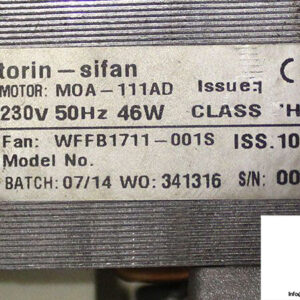 torin-sifan
MOTOR: MOA-111AD Issue:
230v 50Hz 46W CLASS 'H
Fan: WFFB1711-001S ISS.10
Model No.
BATCH: 07/14 WO: 341316 S/N: 00